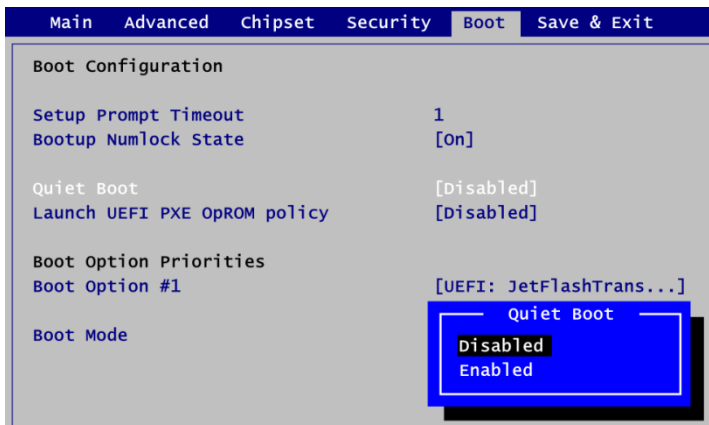 Main Advanced Chipset Security Boot Save & Exit
Boot Configuration
Setup Prompt Timeout 1
Bootup Numlock State [On]
Quiet Boot [Disabled]
Launch UEFI PXE OpROM policy [Disabled]
Boot Option Priorities
Boot Option #1 [UEFI: JetFlashTrans...]
Boot Mode
Quiet Boot
Disabled
Enabled